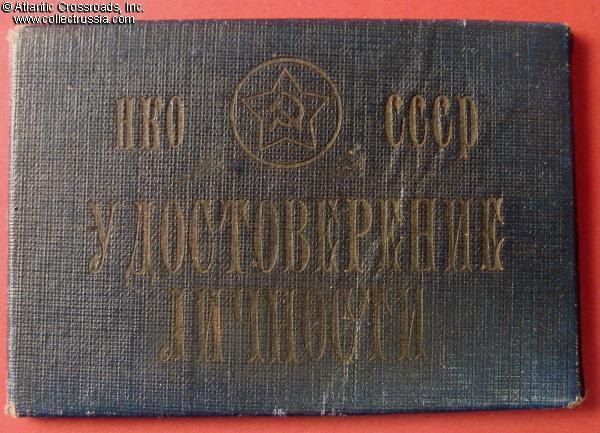 © Atlantic Crossroads, Inc.
www.collectrussia.com
НКО СССР
УДОСТОВЕРЕНИЕ
ЛИЧНОСТИ